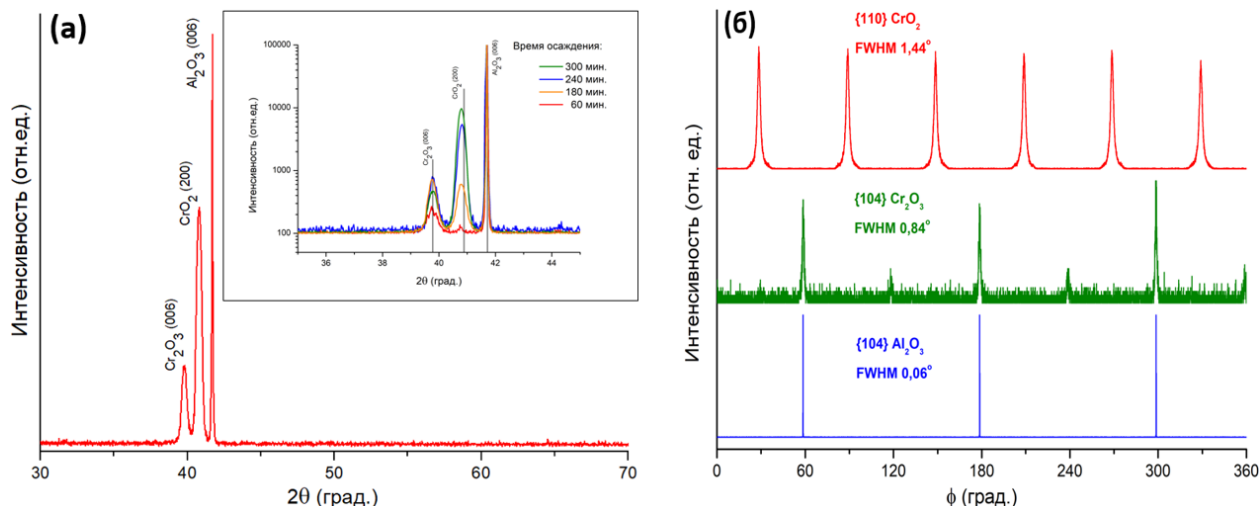 (а)
Интенсивность (отн.ед.)
Cr₂O₃ (006)
CrO₂ (200)
Al₂O₃ (006)
30 40 50 60 70
2θ (град.)
Интенсивность (отн.ед.)
100000
10000
1000
100
Cr₂O₃ (006)
CrO₂ (200)
Al₂O₃ (006)
Время осаждения:
300 мин.
240 мин.
180 мин.
60 мин.
36 38 40 42 44
2θ (град.)
(б)
Интенсивность (отн. ед.)
{110} CrO₂
FWHM 1,44°
{104} Cr₂O₃
FWHM 0,84°
{104} Al₂O₃
FWHM 0,06°
0 60 120 180 240 300 360
ϕ (град.)